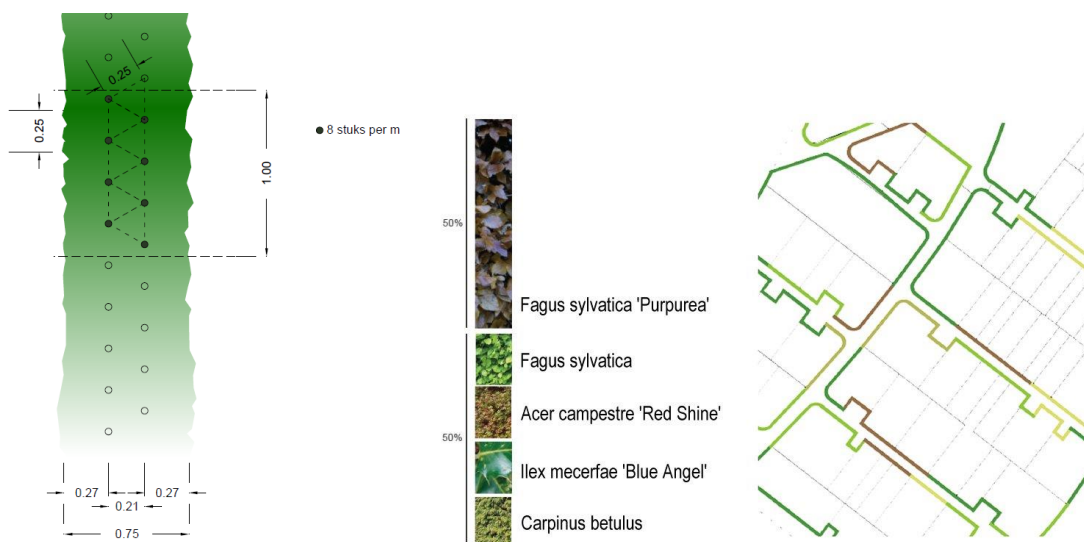 0.25
0.25
1.00
8 stuks per m
0.27
0.21
0.27
0.75
50%
Fagus sylvatica 'Purpurea'
50%
Fagus sylvatica
Acer campestre 'Red Shine'
Ilex mecerfae 'Blue Angel'
Carpinus betulus